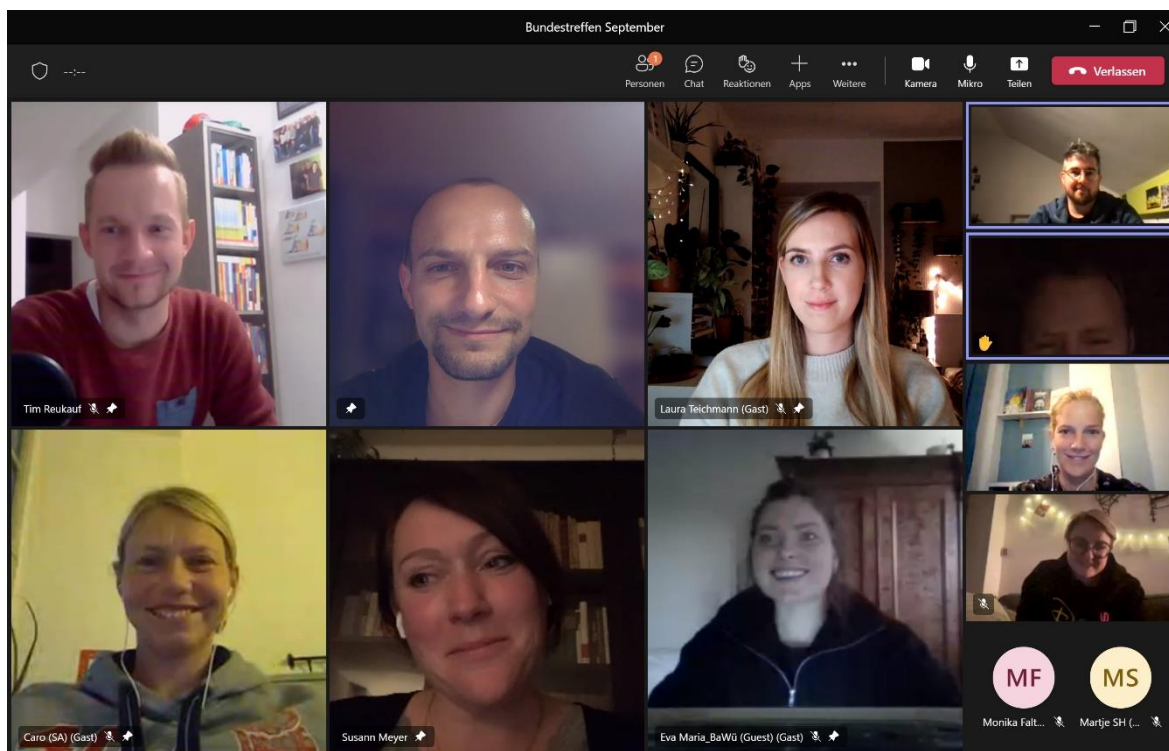 Bundestreffen September
--:--
1
Personen
Chat
Reaktionen
Apps
Weitere
Kamera
Mikro
Teilen
Verlassen
Tim Reukauf
Laura Teichmann (Gast)
Caro (SA) (Gast)
Susann Meyer
Eva Maria_BaWü (Guest) (Gast)
MF
MS
Monika Falt...
Martje SH (...